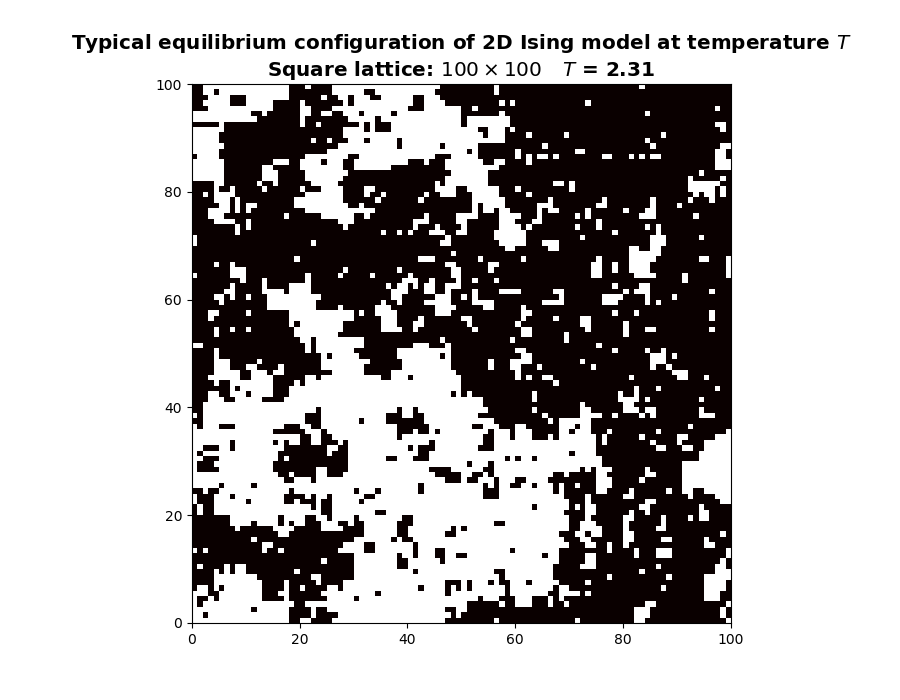 Typical equilibrium configuration of 2D Ising model at temperature T
Square lattice: 100 × 100 T = 2.31
100
80
60
40
20
0
0 20 40 60 80 100